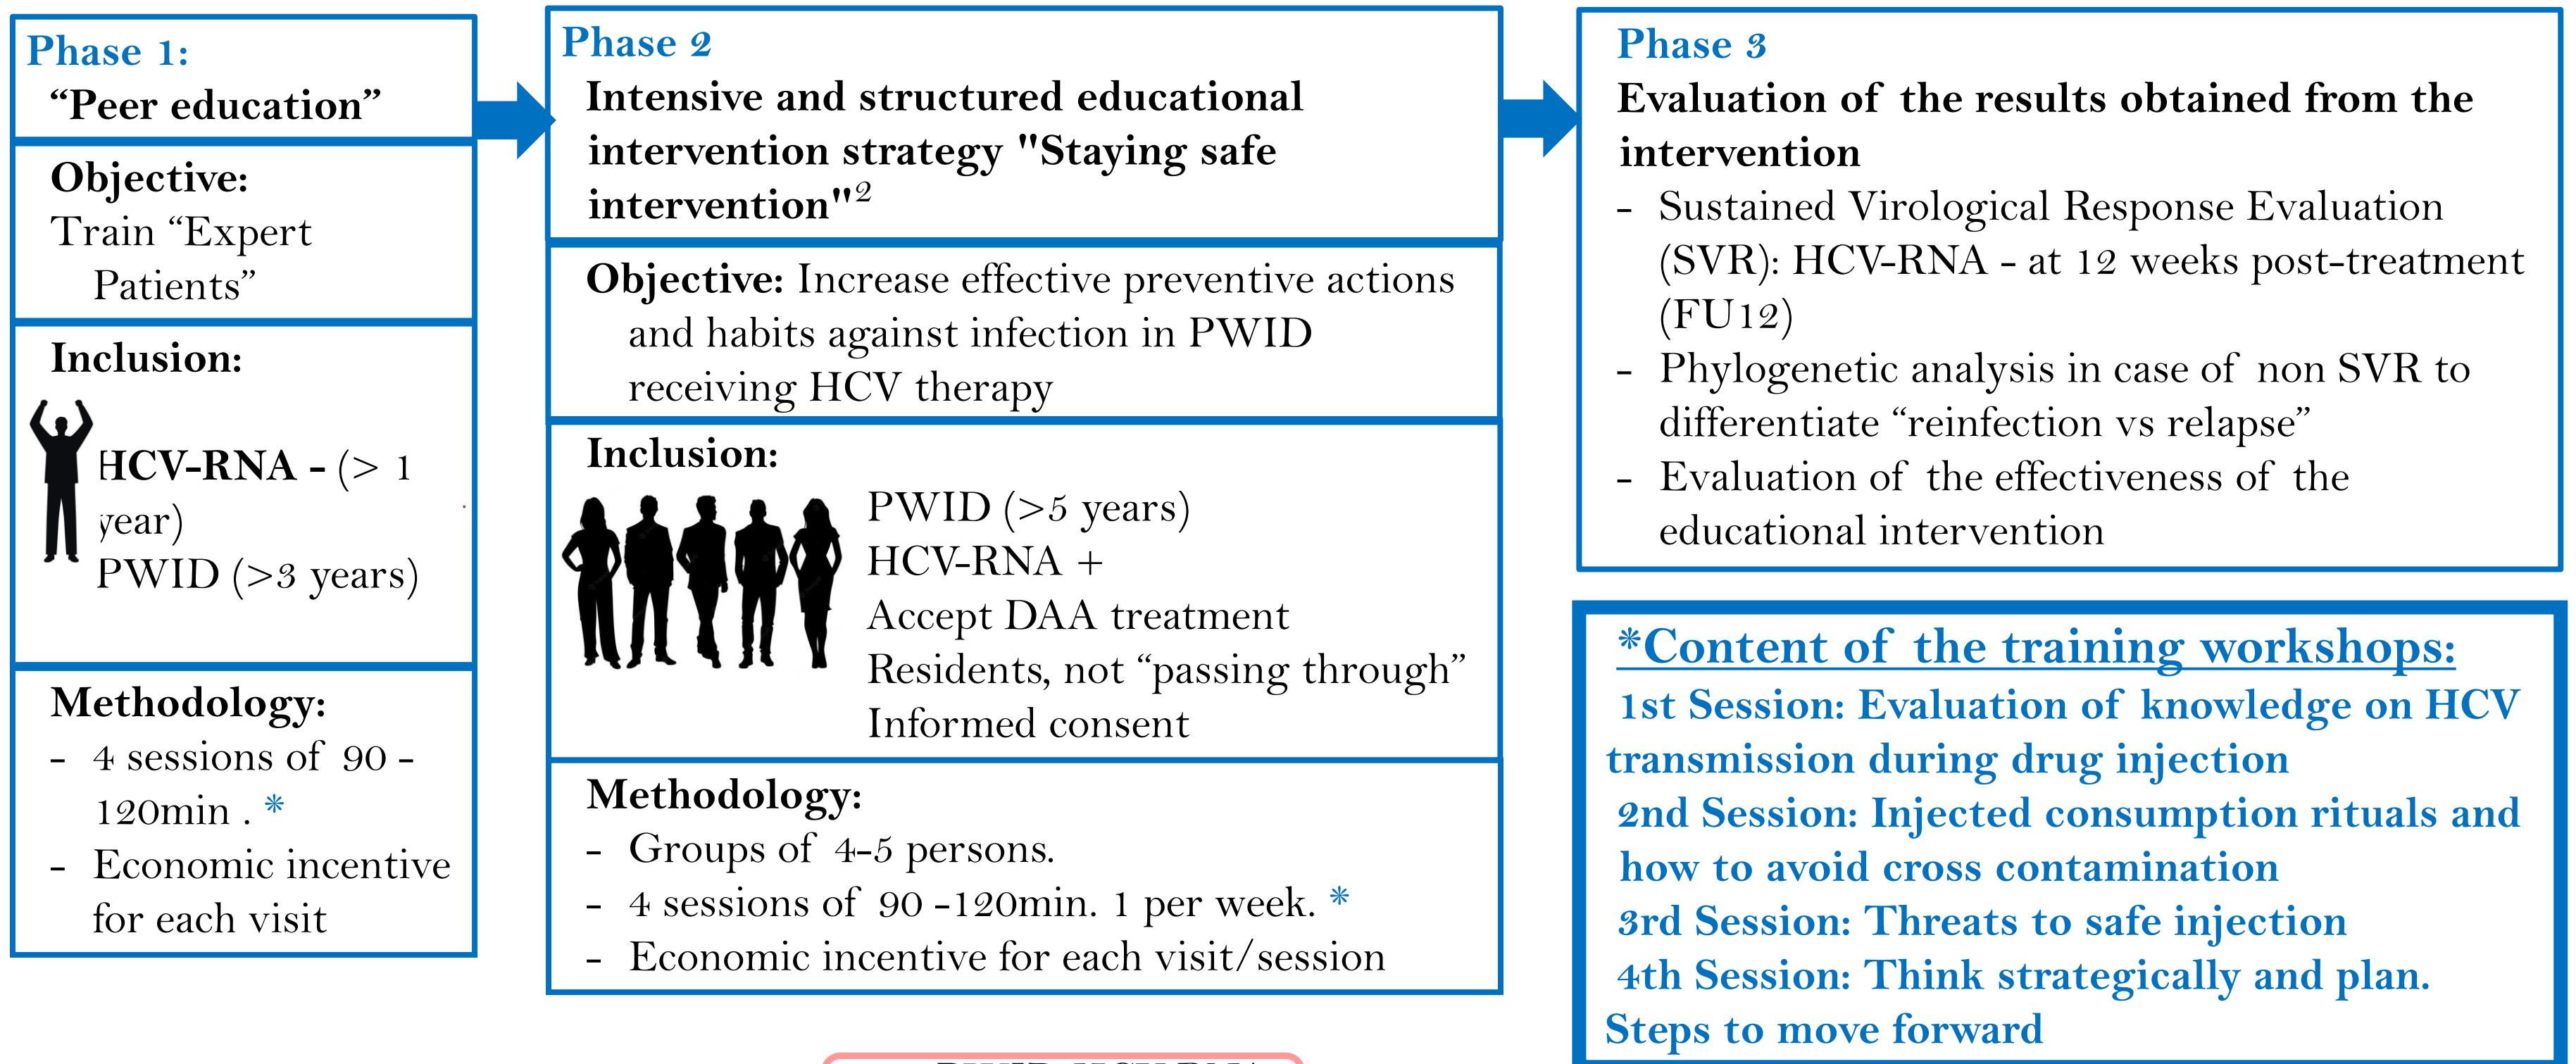 Phase 1:
“Peer education”
Objective:
Train “Expert
Patients”
Inclusion:
HCV-RNA - (> 1
year)
PWID (>3 years)
Methodology:
- 4 sessions of 90 -
120min . *
- Economic incentive
for each visit
Phase 2
Intensive and structured educational
intervention strategy "Staying safe
intervention"²
Objective: Increase effective preventive actions
and habits against infection in PWID
receiving HCV therapy
Inclusion:
PWID (>5 years)
HCV-RNA +
Accept DAA treatment
Residents, not “passing through”
Informed consent
Methodology:
- Groups of 4-5 persons.
- 4 sessions of 90 -120min. 1 per week. *
- Economic incentive for each visit/session
Phase 3
Evaluation of the results obtained from the
intervention
- Sustained Virological Response Evaluation
(SVR): HCV-RNA - at 12 weeks post-treatment
(FU12)
- Phylogenetic analysis in case of non SVR to
differentiate “reinfection vs relapse”
- Evaluation of the effectiveness of the
educational intervention
*Content of the training workshops:
1st Session: Evaluation of knowledge on HCV
transmission during drug injection
2nd Session: Injected consumption rituals and
how to avoid cross contamination
3rd Session: Threats to safe injection
4th Session: Think strategically and plan.
Steps to move forward